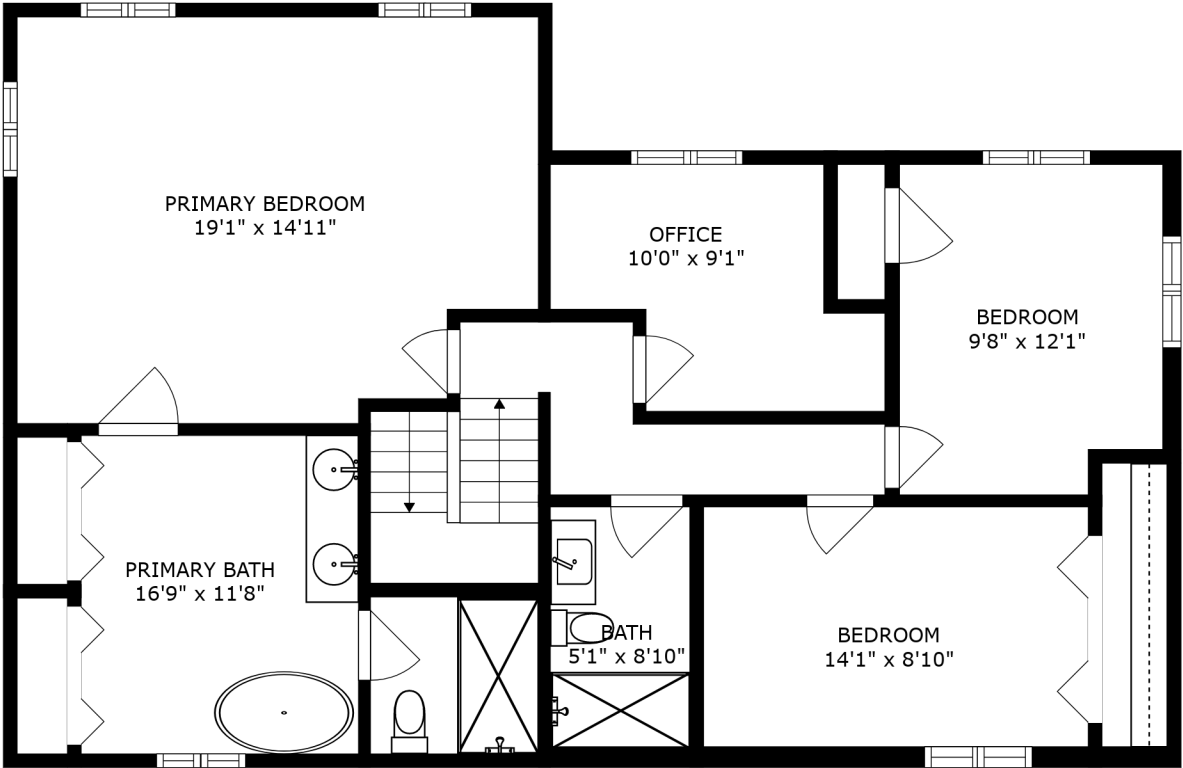 PRIMARY BEDROOM
19'1" x 14'11"
OFFICE
10'0" x 9'1"
BEDROOM
9'8" x 12'1"
PRIMARY BATH
16'9" x 11'8"
BATH
5'1" x 8'10"
BEDROOM
14'1" x 8'10"